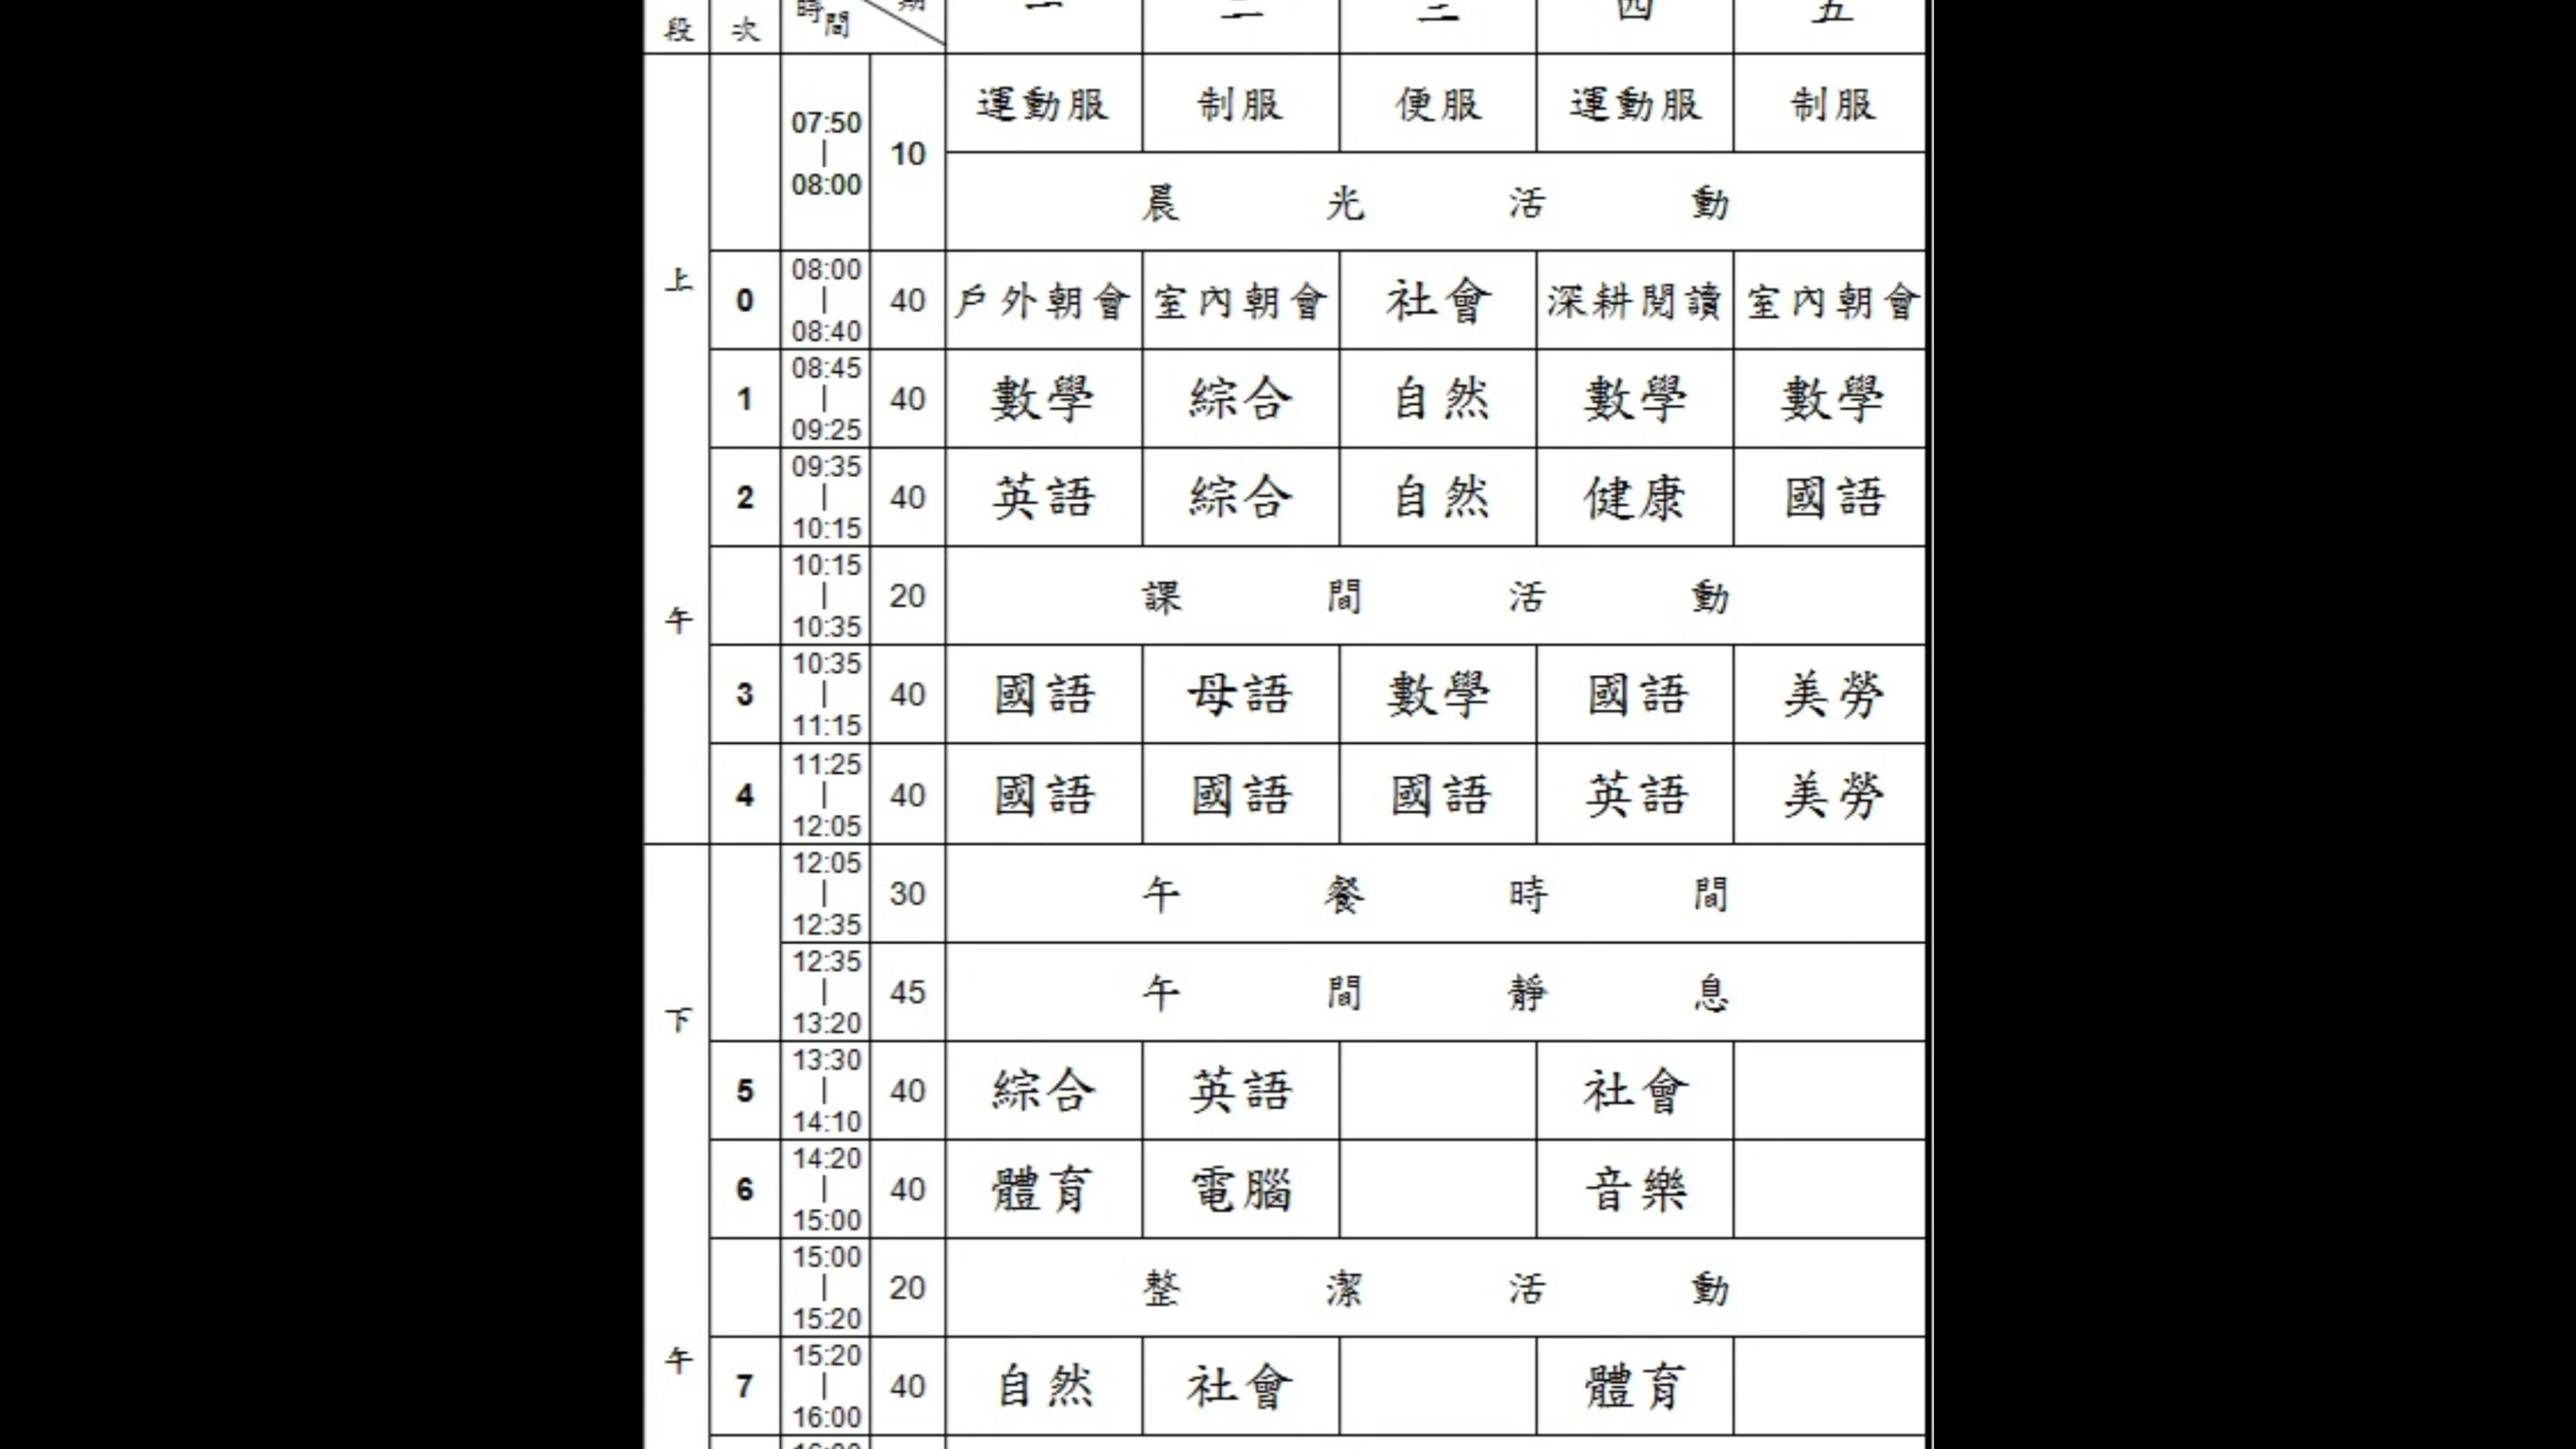 段 次 時間 期 一 二 三 四 五
07:50 | 08:00 10 運動服 制服 便服 運動服 制服
晨 光 活 動
上
0 08:00 | 08:40 40 戶外朝會 室內朝會 社會 深耕閱讀 室內朝會
1 08:45 | 09:25 40 數學 綜合 自然 數學 數學
2 09:35 | 10:15 40 英語 綜合 自然 健康 國語
10:15 | 10:35 20 課 間 活 動
午
3 10:35 | 11:15 40 國語 母語 數學 國語 美勞
4 11:25 | 12:05 40 國語 國語 國語 英語 美勞
12:05 | 12:35 30 午 餐 時 間
12:35 | 13:20 45 午 間 靜 息
下
5 13:30 | 14:10 40 綜合 英語 社會
6 14:20 | 15:00 40 體育 電腦 音樂
15:00 | 15:20 20 整 潔 活 動
午
7 15:20 | 16:00 40 自然 社會 體育